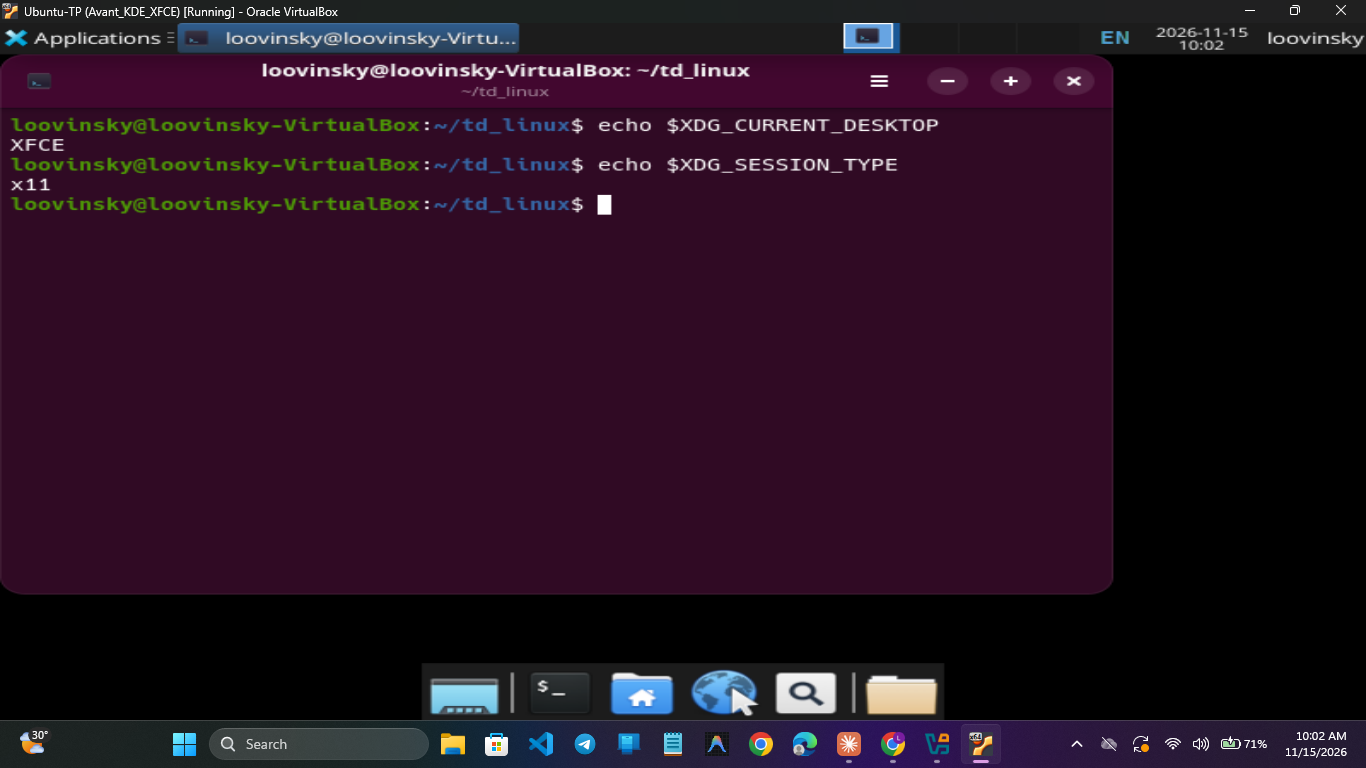 Ubuntu-TP (Avant_KDE_XFCE) [Running] - Oracle VirtualBox
Applications loovinsky@loovinsky-Virtu... EN 2026-11-15 loovinsky
10:02
loovinsky@loovinsky-VirtualBox: ~/td_linux
~/td_linux
loovinsky@loovinsky-VirtualBox:~/td_linux$ echo $XDG_CURRENT_DESKTOP
XFCE
loovinsky@loovinsky-VirtualBox:~/td_linux$ echo $XDG_SESSION_TYPE
x11
loovinsky@loovinsky-VirtualBox:~/td_linux$
$_
30°
Search
71%
10:02 AM
11/15/2026